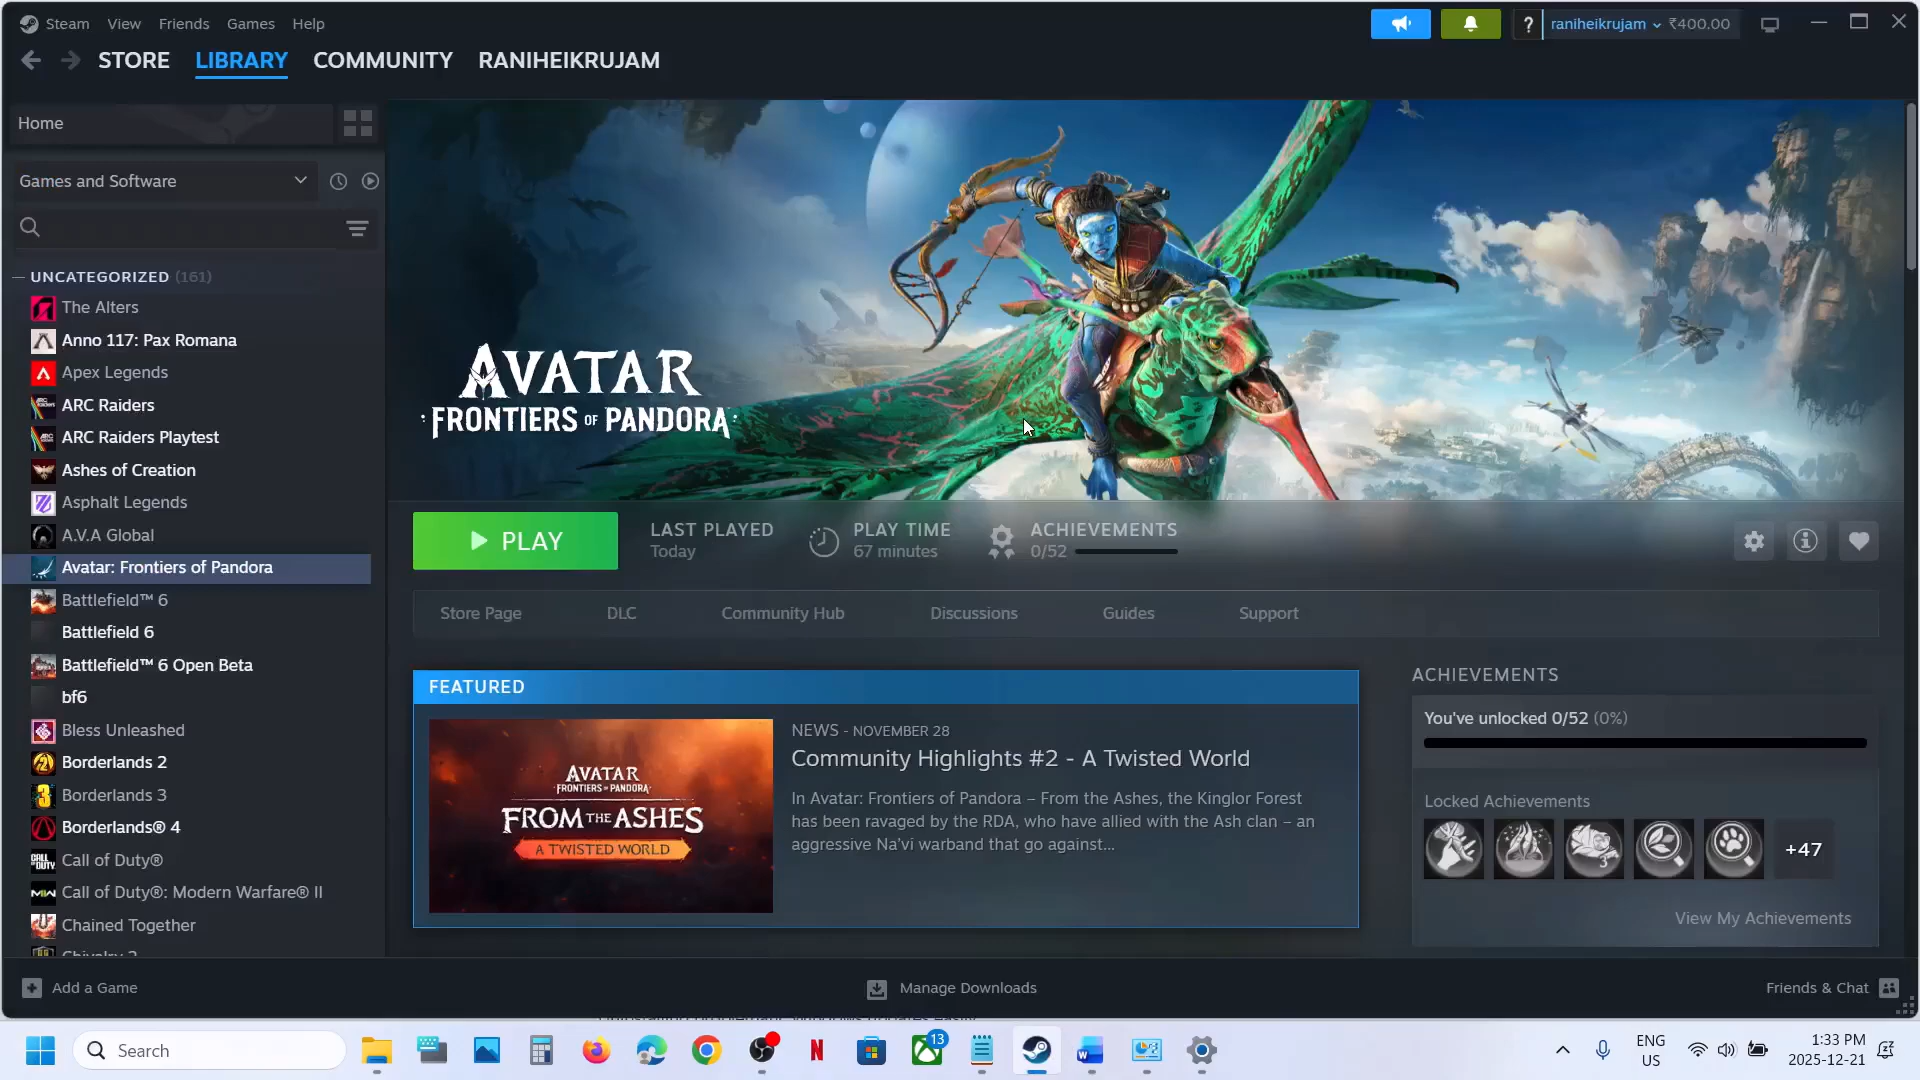 Steam View Friends Games Help
raniheikrujam ₹400.00
STORE LIBRARY COMMUNITY RANIHEIKRUJAM
Home
Games and Software
UNCATEGORIZED (161)
The Alters
Anno 117: Pax Romana
Apex Legends
ARC Raiders
ARC Raiders Playtest
Ashes of Creation
Asphalt Legends
A.V.A Global
Avatar: Frontiers of Pandora
Battlefield™ 6
Battlefield 6
Battlefield™ 6 Open Beta
bf6
Bless Unleashed
Borderlands 2
Borderlands 3
Borderlands® 4
Call of Duty®
Call of Duty®: Modern Warfare® II
Chained Together
AVATAR
FRONTIERS OF PANDORA
PLAY
LAST PLAYED
Today
PLAY TIME
67 minutes
ACHIEVEMENTS
0/52
Store Page DLC Community Hub Discussions Guides Support
FEATURED
AVATAR
FRONTIERS OF PANDORA
FROM THE ASHES
A TWISTED WORLD
NEWS - NOVEMBER 28
Community Highlights #2 - A Twisted World
In Avatar: Frontiers of Pandora – From the Ashes, the Kinglor Forest
has been ravaged by the RDA, who have allied with the Ash clan – an
aggressive Na'vi warband that go against...
ACHIEVEMENTS
You've unlocked 0/52 (0%)
Locked Achievements
+47
View My Achievements
Add a Game
Manage Downloads
Friends & Chat
Search
13
ENG
US
1:33 PM
2025-12-21